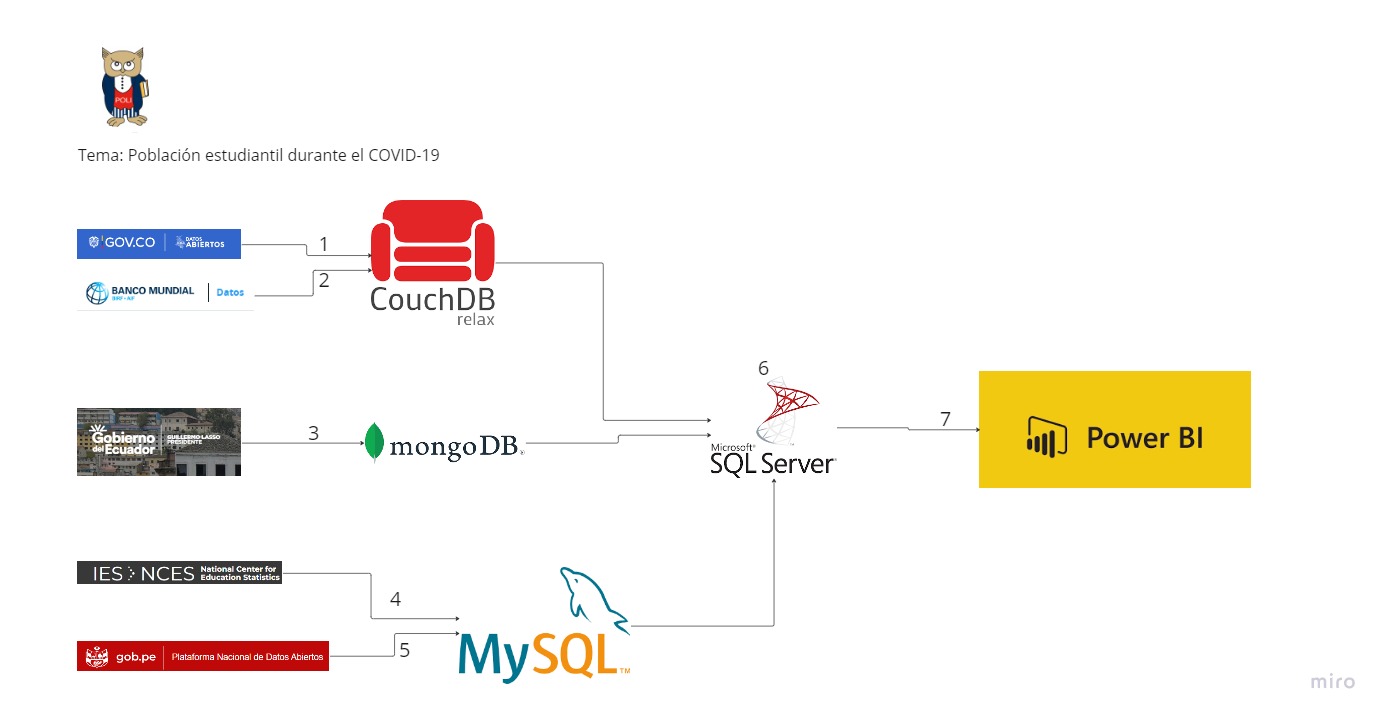 POLI
Tema: Población estudiantil durante el COVID-19
GOV.CO
DATOS
ABIERTOS
1
BANCO MUNDIAL
BIRF • AIF
Datos
2
CouchDB
relax
6
Microsoft®
SQL Server®
7
Power BI
Gobierno
del Ecuador
GUILLERMO LASSO
PRESIDENTE
3
mongoDB®
IES NCES
National Center for
Education Statistics
4
MySQL™
5
gob.pe
Plataforma Nacional de Datos Abiertos
miro